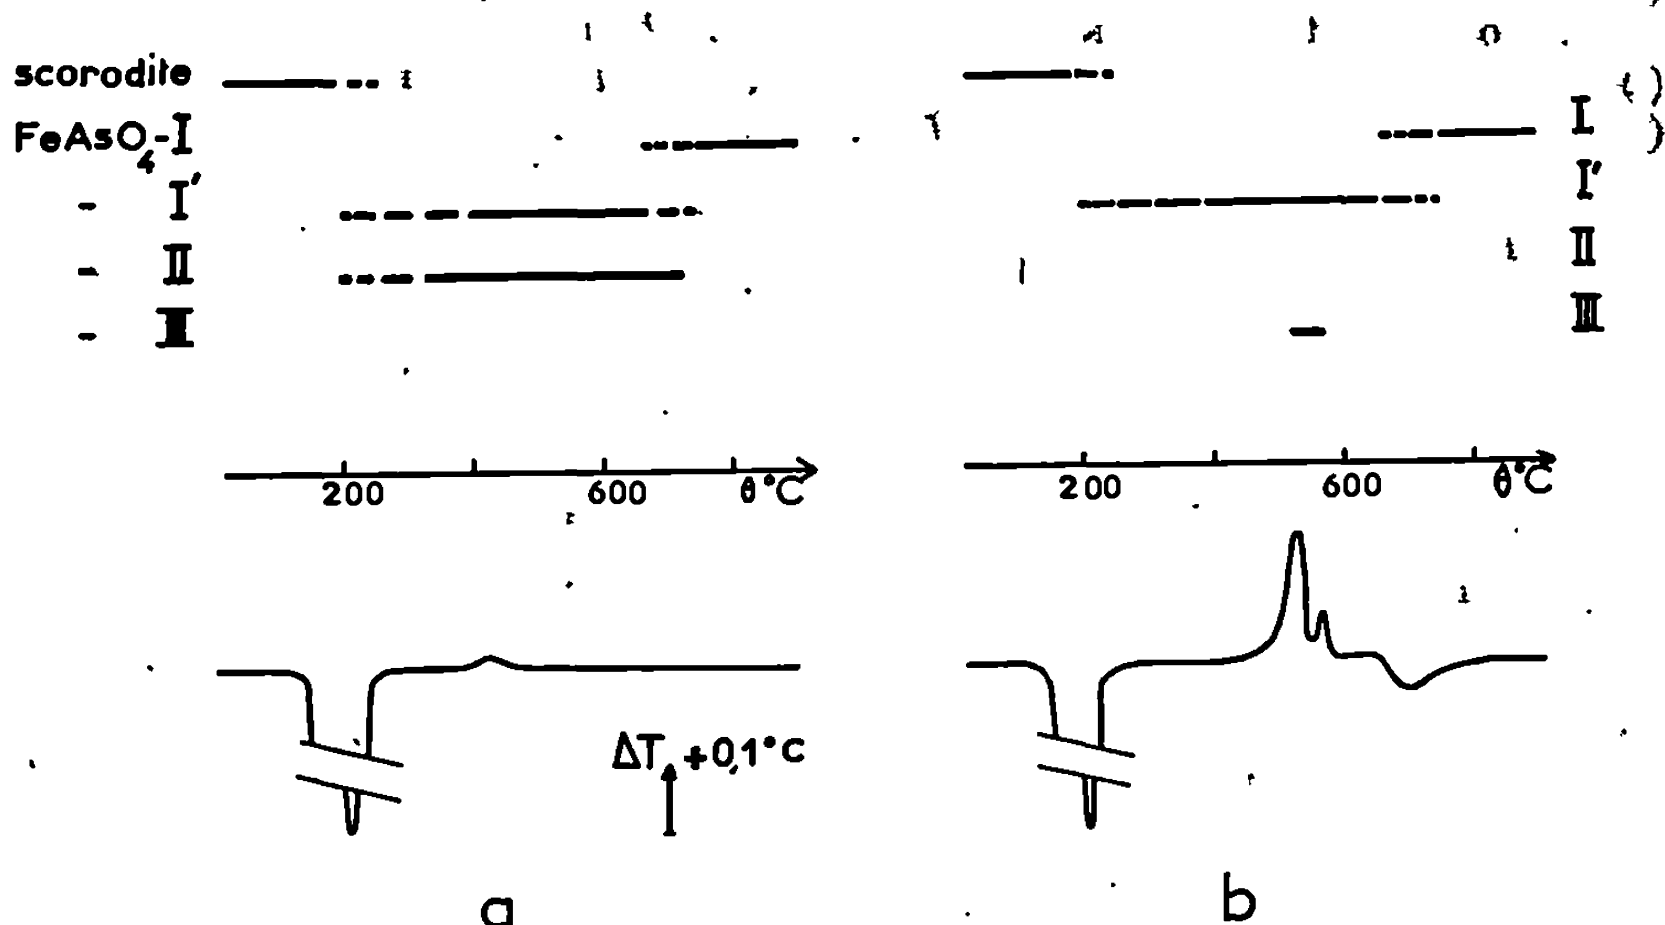 scorodite
FeAsO₄-I I
- I′ I′
- II II
- III III
200 600 θ°C 200 600 θ°C
ΔT +0,1°C
a b